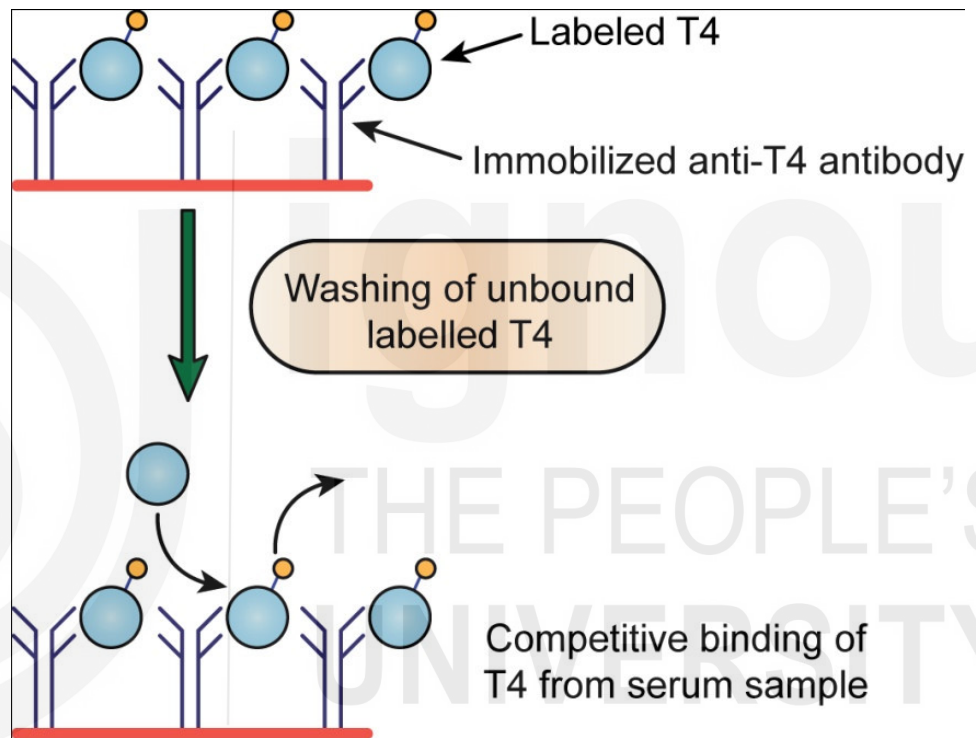 Labeled T4
Immobilized anti-T4 antibody
Washing of unbound
labelled T4
ignou
THE PEOPLE'S
UNIVERSITY
Competitive binding of
T4 from serum sample